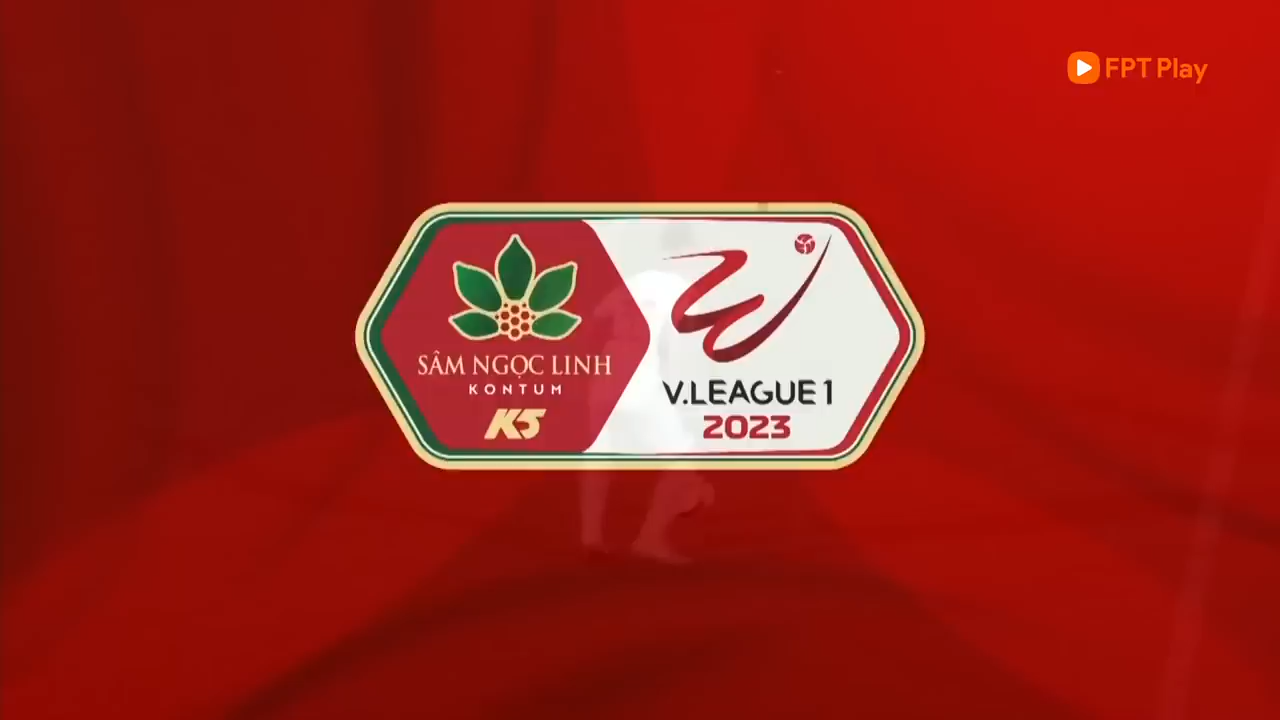 FPT Play
SÂM NGỌC LINH
KONTUM
K5
V.LEAGUE 1
2023